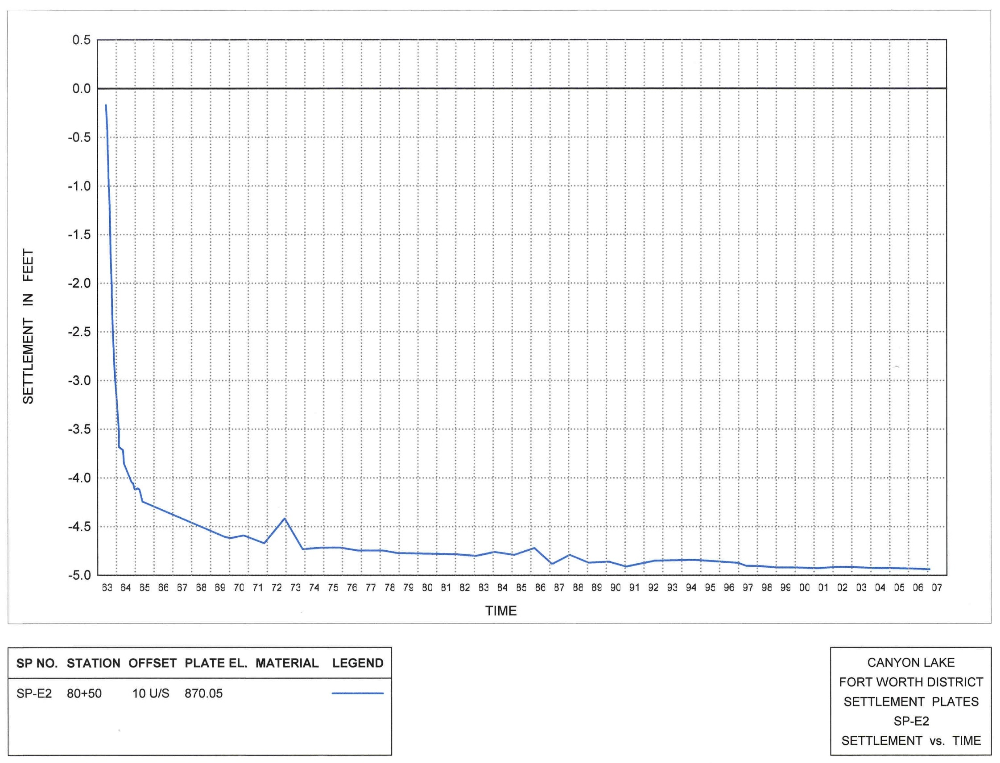 0.5
0.0
-0.5
-1.0
-1.5
-2.0
-2.5
-3.0
-3.5
-4.0
-4.5
-5.0
SETTLEMENT IN FEET
63 64 65 66 67 68 69 70 71 72 73 74 75 76 77 78 79 80 81 82 83 84 85 86 87 88 89 90 91 92 93 94 95 96 97 98 99 00 01 02 03 04 05 06 07
TIME
SP NO. STATION OFFSET PLATE EL. MATERIAL LEGEND
SP-E2 80+50 10 U/S 870.05
CANYON LAKE
FORT WORTH DISTRICT
SETTLEMENT PLATES
SP-E2
SETTLEMENT vs. TIME